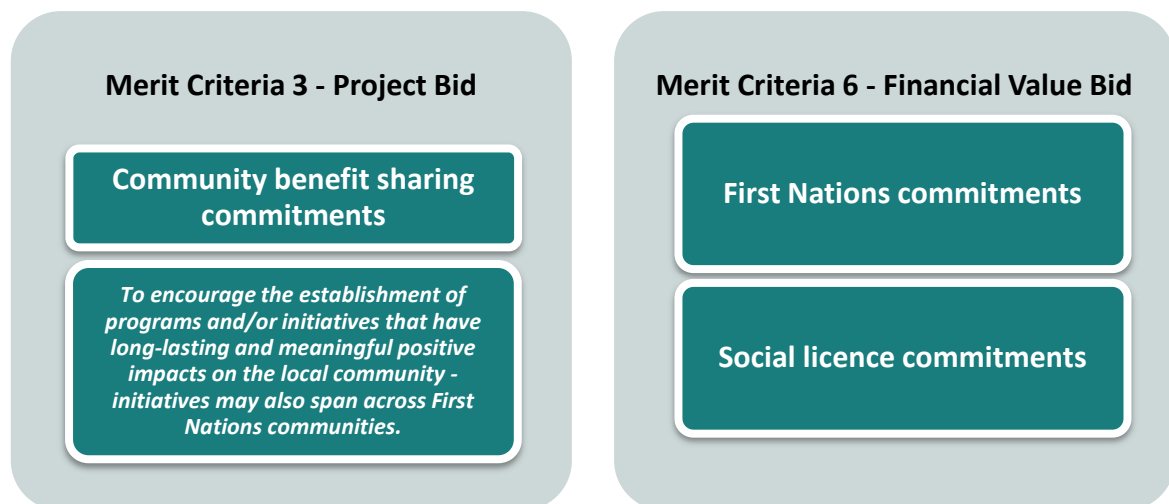 Merit Criteria 3 - Project Bid
Community benefit sharing
commitments
To encourage the establishment of
programs and/or initiatives that have
long-lasting and meaningful positive
impacts on the local community -
initiatives may also span across First
Nations communities.
Merit Criteria 6 - Financial Value Bid
First Nations commitments
Social licence commitments